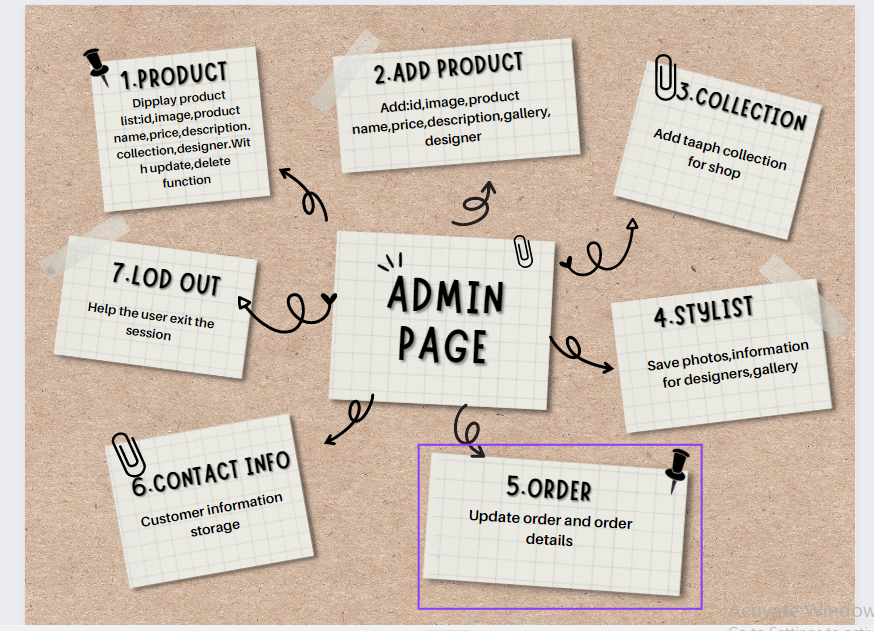 1.PRODUCT
Dipplay product
list:id,image,product
name,price,description.
collection,designer.Wit
h update,delete
function
2.ADD PRODUCT
Add:id,image,product
name,price,description,gallery,
designer
3.COLLECTION
Add taaph collection
for shop
7.LOD OUT
Help the user exit the
session
ADMIN
PAGE
4.STYLIST
Save photos,information
for designers,gallery
6.CONTACT INFO
Customer information
storage
5.ORDER
Update order and order
details
Activate Window